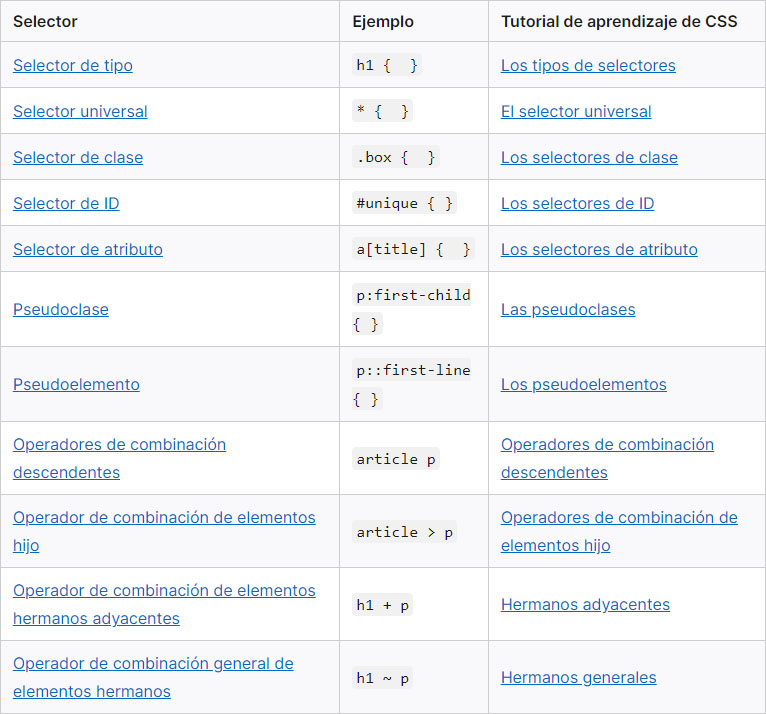 Selector Ejemplo Tutorial de aprendizaje de CSS
Selector de tipo h1 {  } Los tipos de selectores
Selector universal * {  } El selector universal
Selector de clase .box {  } Los selectores de clase
Selector de ID #unique { } Los selectores de ID
Selector de atributo a[title] {  } Los selectores de atributo
Pseudoclase p:first-child
{ } Las pseudoclases
Pseudoelemento p::first-line
{ } Los pseudoelementos
Operadores de combinación
descendentes article p Operadores de combinación
descendentes
Operador de combinación de elementos
hijo article > p Operadores de combinación de
elementos hijo
Operador de combinación de elementos
hermanos adyacentes h1 + p Hermanos adyacentes
Operador de combinación general de
elementos hermanos h1 ~ p Hermanos generales